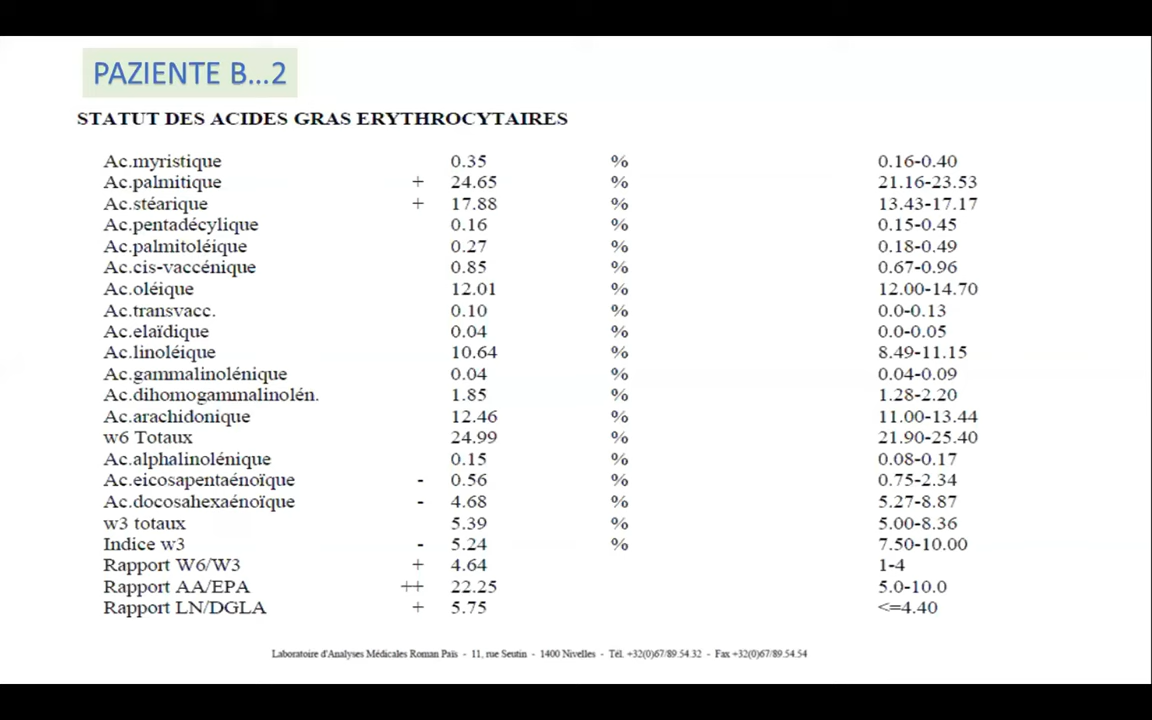 PAZIENTE B...2
STATUT DES ACIDES GRAS ERYTHROCYTAIRES
Ac.myristique 0.35 % 0.16-0.40
Ac.palmitique + 24.65 % 21.16-23.53
Ac.stéarique + 17.88 % 13.43-17.17
Ac.pentadécylique 0.16 % 0.15-0.45
Ac.palmitoléique 0.27 % 0.18-0.49
Ac.cis-vaccénique 0.85 % 0.67-0.96
Ac.oléique 12.01 % 12.00-14.70
Ac.transvacc. 0.10 % 0.0-0.13
Ac.elaïdique 0.04 % 0.0-0.05
Ac.linoléique 10.64 % 8.49-11.15
Ac.gammalinolénique 0.04 % 0.04-0.09
Ac.dihomogammalinolén. 1.85 % 1.28-2.20
Ac.arachidonique 12.46 % 11.00-13.44
w6 Totaux 24.99 % 21.90-25.40
Ac.alphalinolénique 0.15 % 0.08-0.17
Ac.eicosapentaénoïque - 0.56 % 0.75-2.34
Ac.docosahexaénoïque - 4.68 % 5.27-8.87
w3 totaux 5.39 % 5.00-8.36
Indice w3 - 5.24 % 7.50-10.00
Rapport W6/W3 + 4.64 1-4
Rapport AA/EPA ++ 22.25 5.0-10.0
Rapport LN/DGLA + 5.75 <=4.40
Laboratoire d'Analyses Médicales Roman Païs - 11, rue Seutin - 1400 Nivelles - Tél. +32(0)67/89.54.32 - Fax +32(0)67/89.54.54